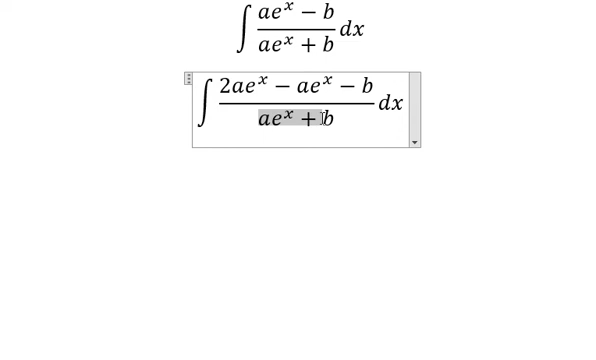 ∫ (ae^x − b)/(ae^x + b) dx
∫ (2ae^x − ae^x − b)/(ae^x + b) dx